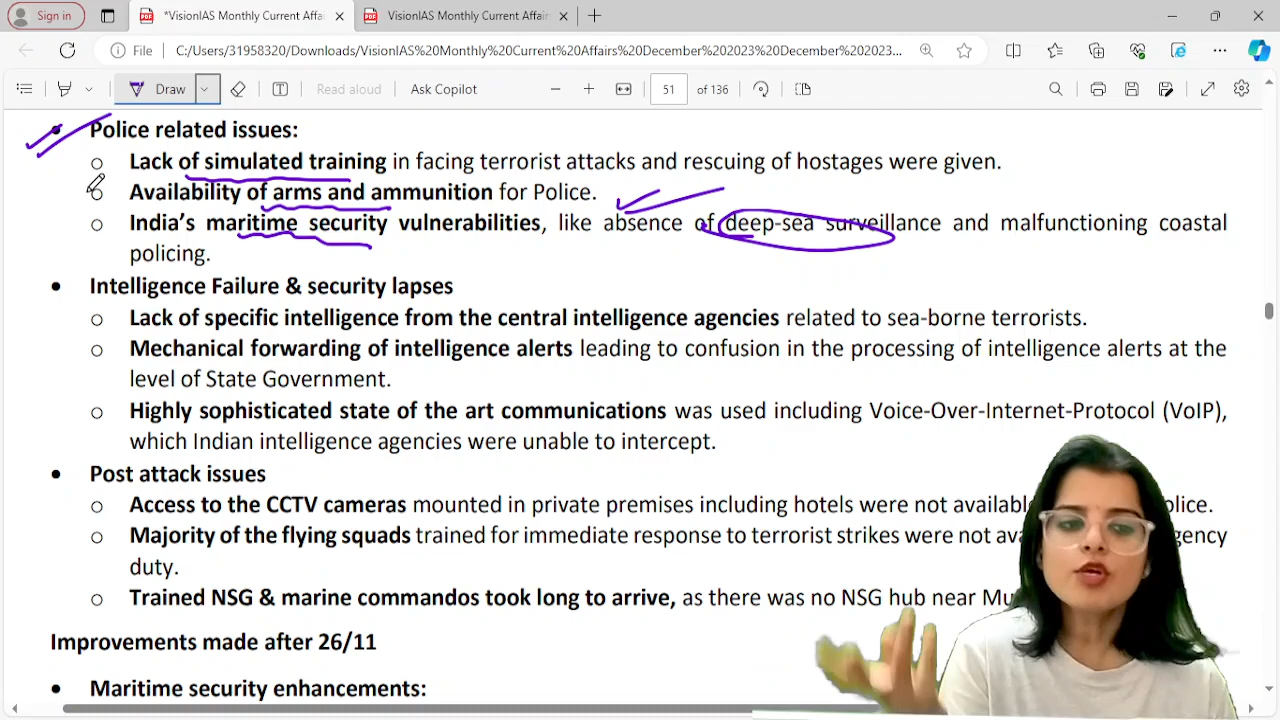 Sign in
*VisionIAS Monthly Current Affai
VisionIAS Monthly Current Affair
File
C:/Users/31958320/Downloads/VisionIAS%20Monthly%20Current%20Affairs%20December%202023%20December%202023...
Draw
Read aloud
Ask Copilot
51
of 136
• Police related issues:
o Lack of simulated training in facing terrorist attacks and rescuing of hostages were given.
o Availability of arms and ammunition for Police.
o India's maritime security vulnerabilities, like absence of deep-sea surveillance and malfunctioning coastal
policing.
• Intelligence Failure & security lapses
o Lack of specific intelligence from the central intelligence agencies related to sea-borne terrorists.
o Mechanical forwarding of intelligence alerts leading to confusion in the processing of intelligence alerts at the
level of State Government.
o Highly sophisticated state of the art communications was used including Voice-Over-Internet-Protocol (VoIP),
which Indian intelligence agencies were unable to intercept.
• Post attack issues
o Access to the CCTV cameras mounted in private premises including hotels were not available
o Majority of the flying squads trained for immediate response to terrorist strikes were not
duty.
o Trained NSG & marine commandos took long to arrive, as there was no NSG hub near
Improvements made after 26/11
• Maritime security enhancements: